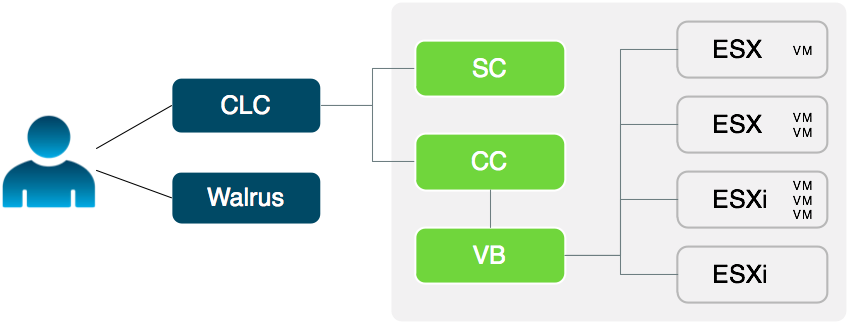 CLC
Walrus
SC
CC
VB
ESX VM
ESX VM
VM
ESXi VM
VM
VM
ESXi